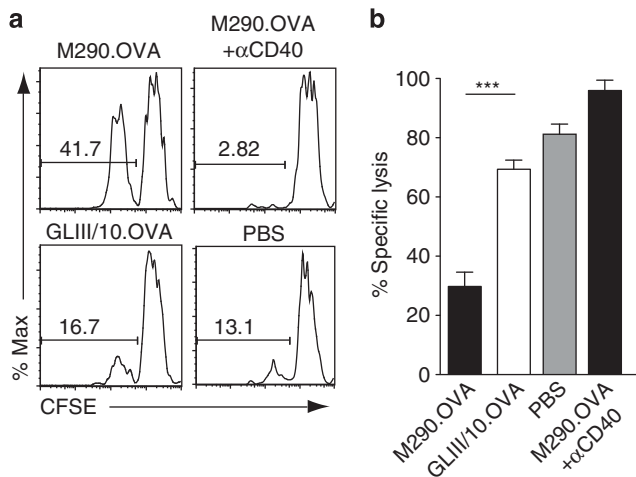 a
M290.OVA
M290.OVA
+αCD40
41.7
2.82
GLIII/10.OVA
PBS
16.7
13.1
% Max
CFSE
b
100
80
60
40
20
0
% Specific lysis
***
M290.OVA
GLIII/10.OVA
PBS
M290.OVA
+αCD40